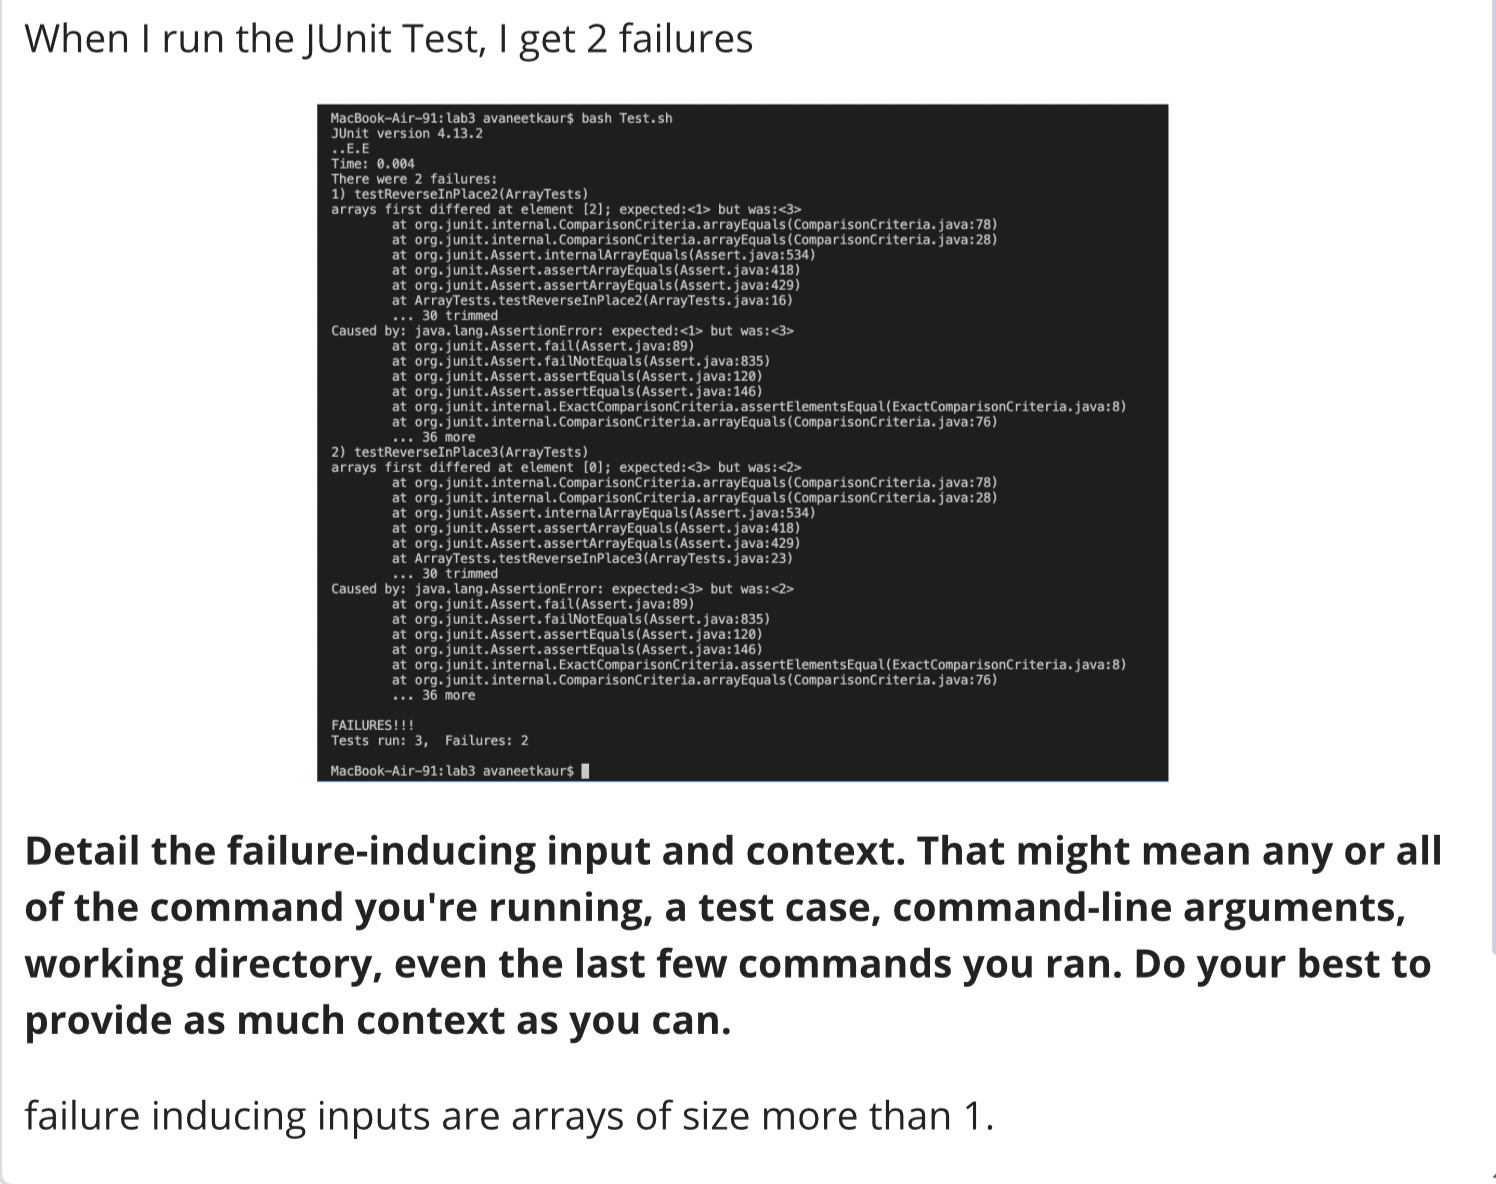 When I run the JUnit Test, I get 2 failures
MacBook-Air-91:lab3 avaneetkaur$ bash Test.sh
JUnit version 4.13.2
..E.E
Time: 0.004
There were 2 failures:
1) testReverseInPlace2(ArrayTests)
arrays first differed at element [2]; expected:<1> but was:<3>
at org.junit.internal.ComparisonCriteria.arrayEquals(ComparisonCriteria.java:78)
at org.junit.internal.ComparisonCriteria.arrayEquals(ComparisonCriteria.java:28)
at org.junit.Assert.internalArrayEquals(Assert.java:534)
at org.junit.Assert.assertArrayEquals(Assert.java:418)
at org.junit.Assert.assertArrayEquals(Assert.java:429)
at ArrayTests.testReverseInPlace2(ArrayTests.java:16)
... 30 trimmed
Caused by: java.lang.AssertionError: expected:<1> but was:<3>
at org.junit.Assert.fail(Assert.java:89)
at org.junit.Assert.failNotEquals(Assert.java:835)
at org.junit.Assert.assertEquals(Assert.java:120)
at org.junit.Assert.assertEquals(Assert.java:146)
at org.junit.internal.ExactComparisonCriteria.assertElementsEqual(ExactComparisonCriteria.java:8)
at org.junit.internal.ComparisonCriteria.arrayEquals(ComparisonCriteria.java:76)
... 36 more
2) testReverseInPlace3(ArrayTests)
arrays first differed at element [0]; expected:<3> but was:<2>
at org.junit.internal.ComparisonCriteria.arrayEquals(ComparisonCriteria.java:78)
at org.junit.internal.ComparisonCriteria.arrayEquals(ComparisonCriteria.java:28)
at org.junit.Assert.internalArrayEquals(Assert.java:534)
at org.junit.Assert.assertArrayEquals(Assert.java:418)
at org.junit.Assert.assertArrayEquals(Assert.java:429)
at ArrayTests.testReverseInPlace3(ArrayTests.java:23)
... 30 trimmed
Caused by: java.lang.AssertionError: expected:<3> but was:<2>
at org.junit.Assert.fail(Assert.java:89)
at org.junit.Assert.failNotEquals(Assert.java:835)
at org.junit.Assert.assertEquals(Assert.java:120)
at org.junit.Assert.assertEquals(Assert.java:146)
at org.junit.internal.ExactComparisonCriteria.assertElementsEqual(ExactComparisonCriteria.java:8)
at org.junit.internal.ComparisonCriteria.arrayEquals(ComparisonCriteria.java:76)
... 36 more
FAILURES!!!
Tests run: 3,  Failures: 2
MacBook-Air-91:lab3 avaneetkaur$
Detail the failure-inducing input and context. That might mean any or all
of the command you're running, a test case, command-line arguments,
working directory, even the last few commands you ran. Do your best to
provide as much context as you can.
failure inducing inputs are arrays of size more than 1.